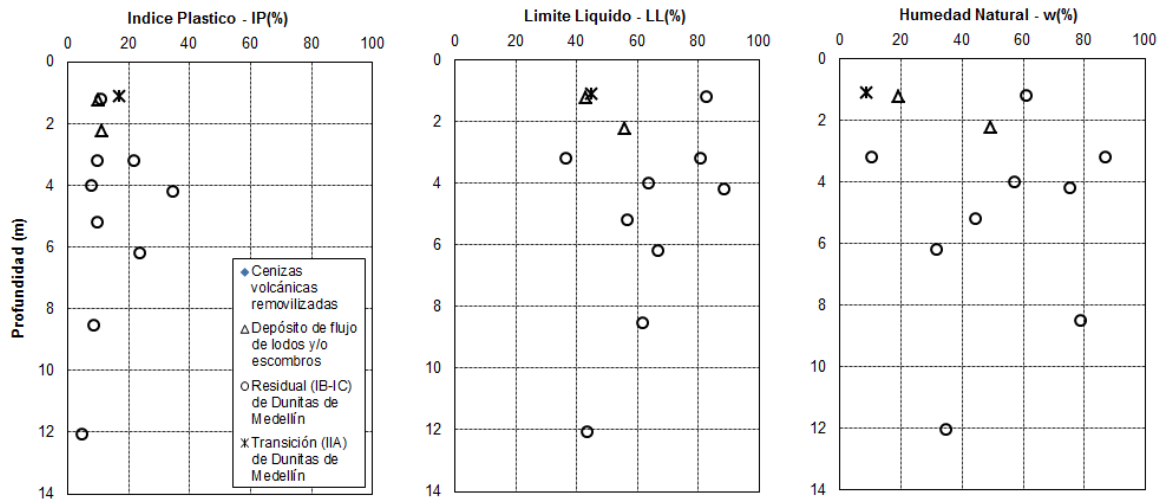 Indice Plastico - IP(%)
0 20 40 60 80 100
Profundidad (m)
0
2
4
6
8
10
12
14
Cenizas
volcánicas
removilizadas
Depósito de flujo
de lodos y/o
escombros
Residual (IB-IC)
de Dunitas de
Medellín
Transición (IIA)
de Dunitas de
Medellín
Limite Liquido - LL(%)
0 20 40 60 80 100
0
2
4
6
8
10
12
14
Humedad Natural - w(%)
0 20 40 60 80 100
0
2
4
6
8
10
12
14